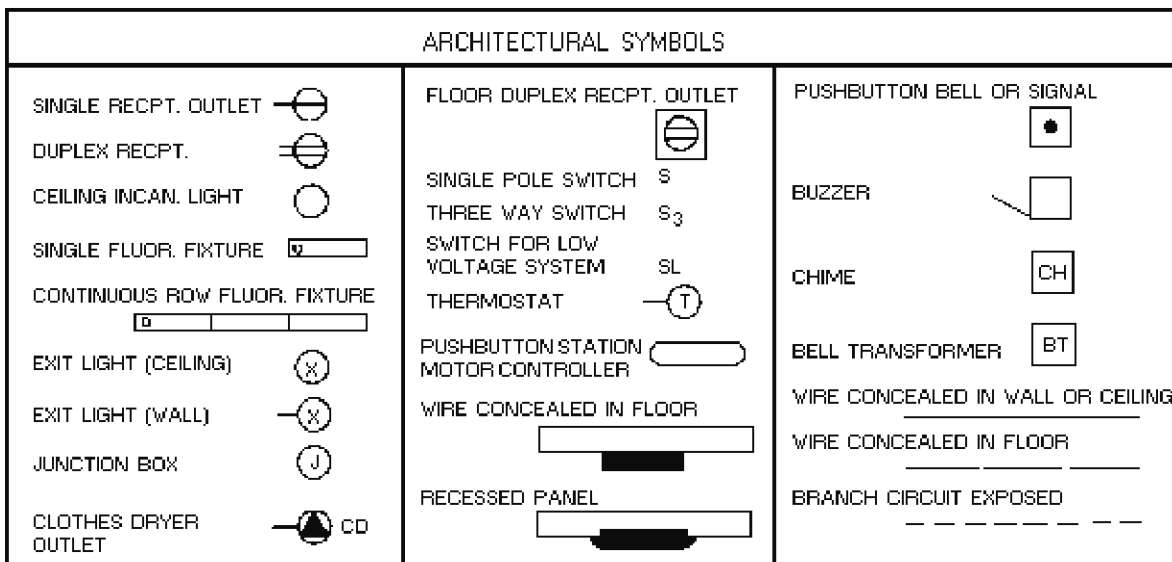 ARCHITECTURAL SYMBOLS
SINGLE RECPT. OUTLET
DUPLEX RECPT.
CEILING INCAN. LIGHT
SINGLE FLUOR. FIXTURE
CONTINUOUS ROW FLUOR. FIXTURE
EXIT LIGHT (CEILING)
X
EXIT LIGHT (WALL)
X
JUNCTION BOX
J
CLOTHES DRYER
OUTLET
CD
FLOOR DUPLEX RECPT. OUTLET
SINGLE POLE SWITCH S
THREE WAY SWITCH S3
SWITCH FOR LOW
VOLTAGE SYSTEM SL
THERMOSTAT T
PUSHBUTTON STATION
MOTOR CONTROLLER
WIRE CONCEALED IN FLOOR
RECESSED PANEL
PUSHBUTTON BELL OR SIGNAL
BUZZER
CHIME CH
BELL TRANSFORMER BT
WIRE CONCEALED IN WALL OR CEILING
WIRE CONCEALED IN FLOOR
BRANCH CIRCUIT EXPOSED